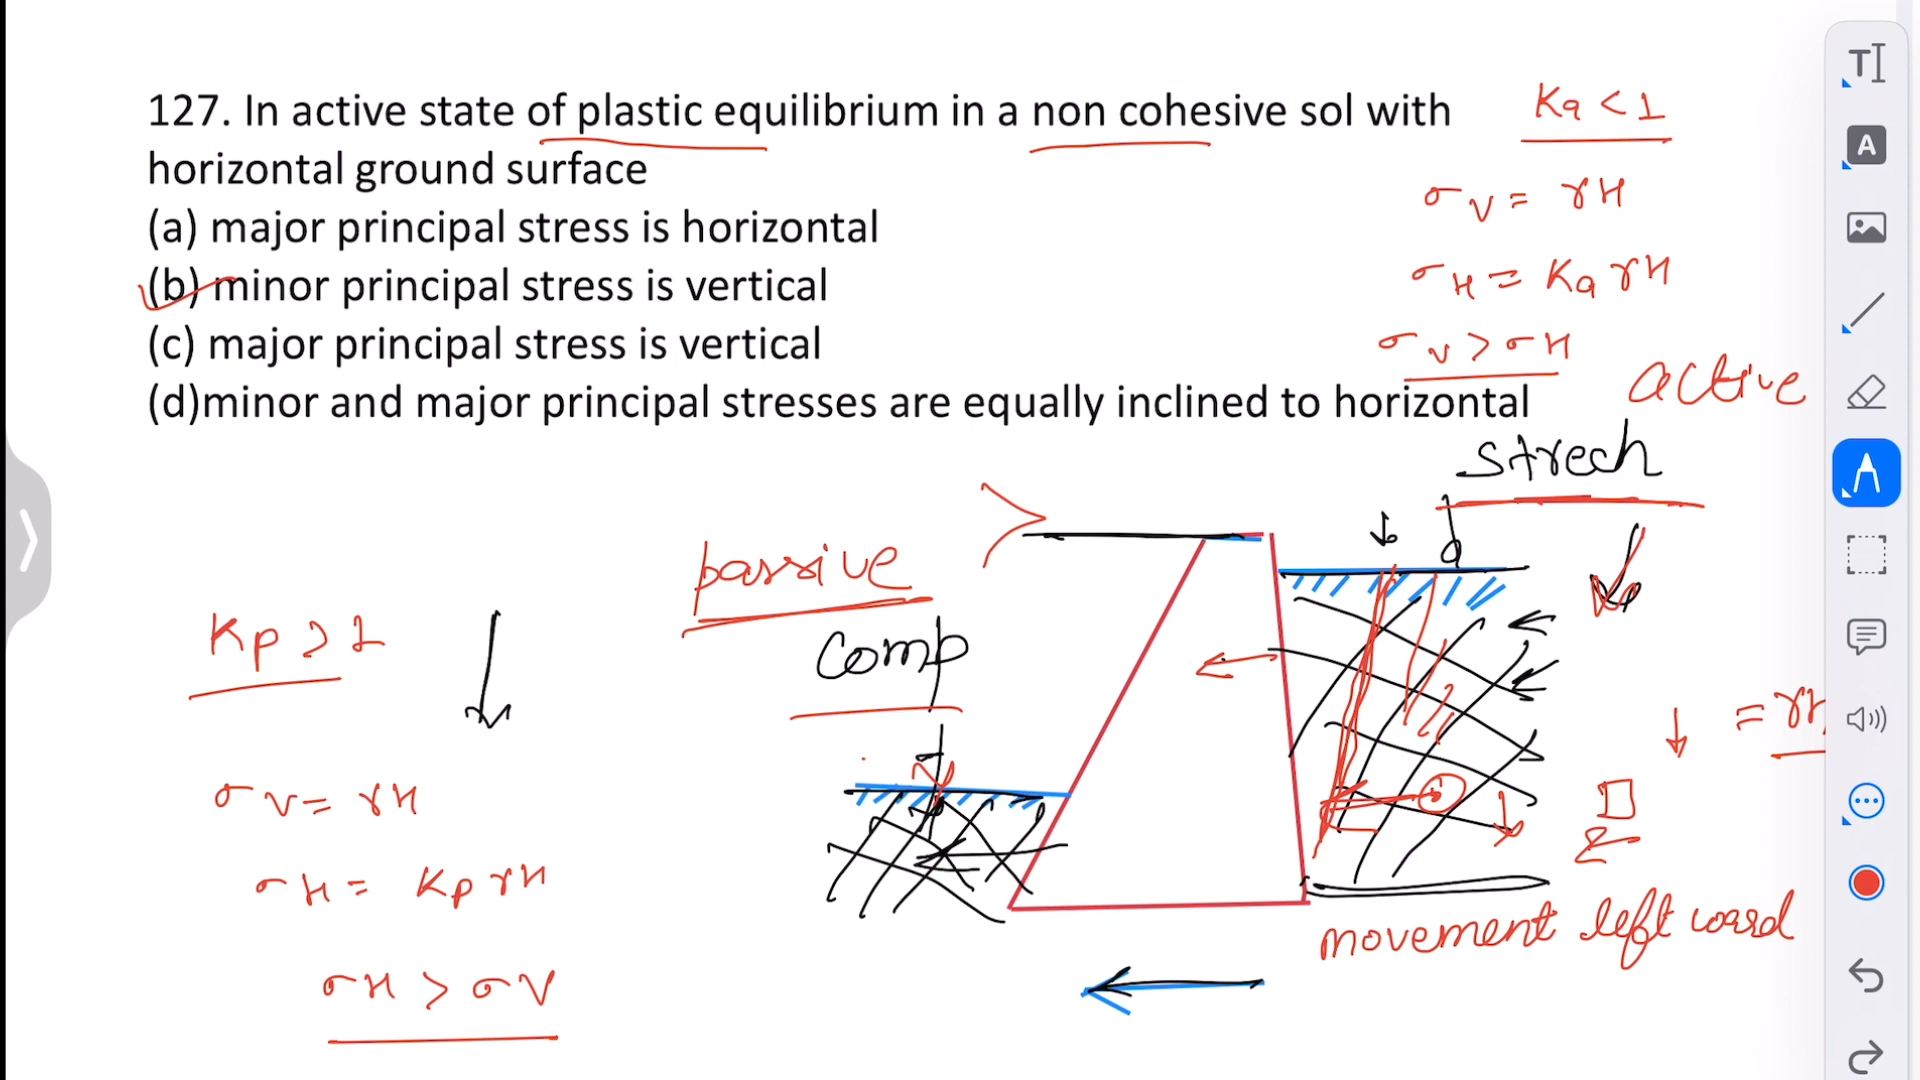 127. In active state of plastic equilibrium in a non cohesive sol with
horizontal ground surface
(a) major principal stress is horizontal
(b) minor principal stress is vertical
(c) major principal stress is vertical
(d)minor and major principal stresses are equally inclined to horizontal
Ka < 1
σv = γH
σH = Ka γH
σv > σH
active
strech
passive
comp
Kp > 1
σv = γH
σH = Kp γH
σH > σv
= γH
movement left ward
T
A